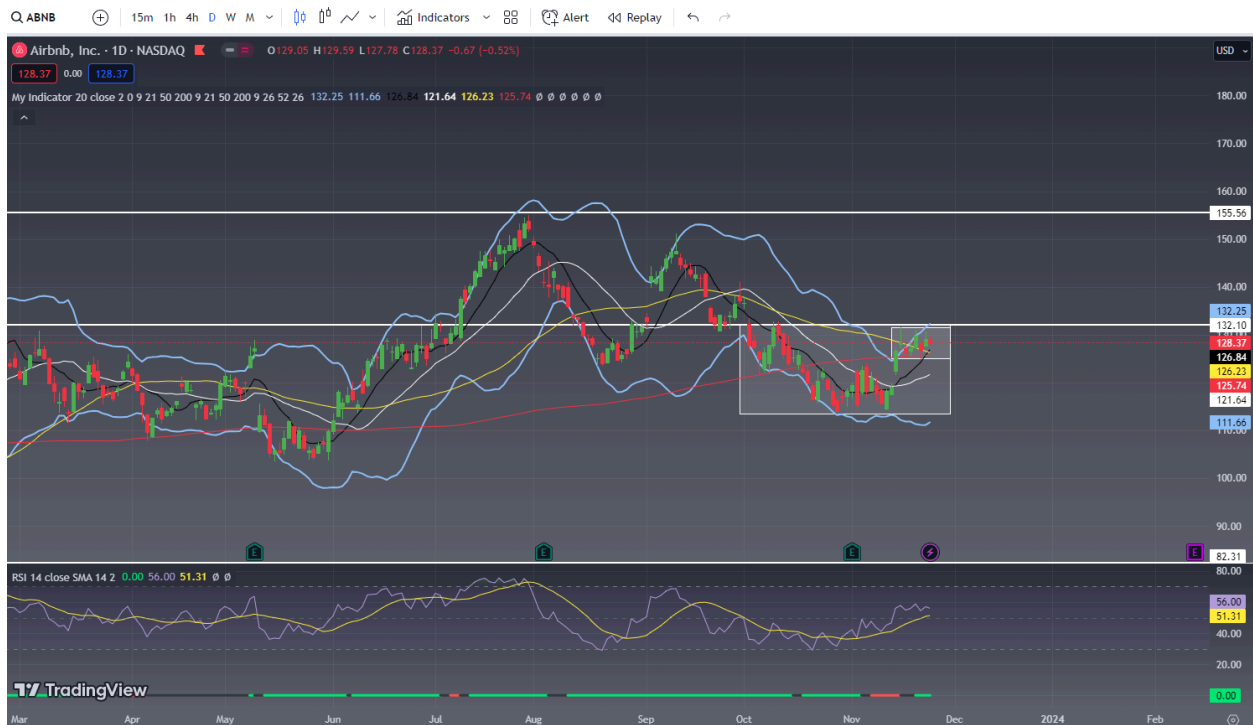 ABNB 15m 1h 4h D W M Indicators Alert Replay
Airbnb, Inc. · 1D · NASDAQ O129.05 H129.59 L127.78 C128.37 −0.67 (−0.52%)
USD
128.37 0.00 128.37
My Indicator 20 close 2 0 9 21 50 200 9 21 50 200 9 26 52 26 132.25 111.66 126.84 121.64 126.23 125.74 Ø Ø Ø Ø Ø Ø
180.00
170.00
160.00
155.56
150.00
140.00
132.25
132.10
128.37
126.84
126.23
125.74
121.64
111.66
110.00
100.00
90.00
E E E E
82.31
RSI 14 close SMA 14 2 0.00 56.00 51.31 Ø Ø
80.00
56.00
51.31
40.00
20.00
TradingView
0.00
Mar Apr May Jun Jul Aug Sep Oct Nov Dec 2024 Feb